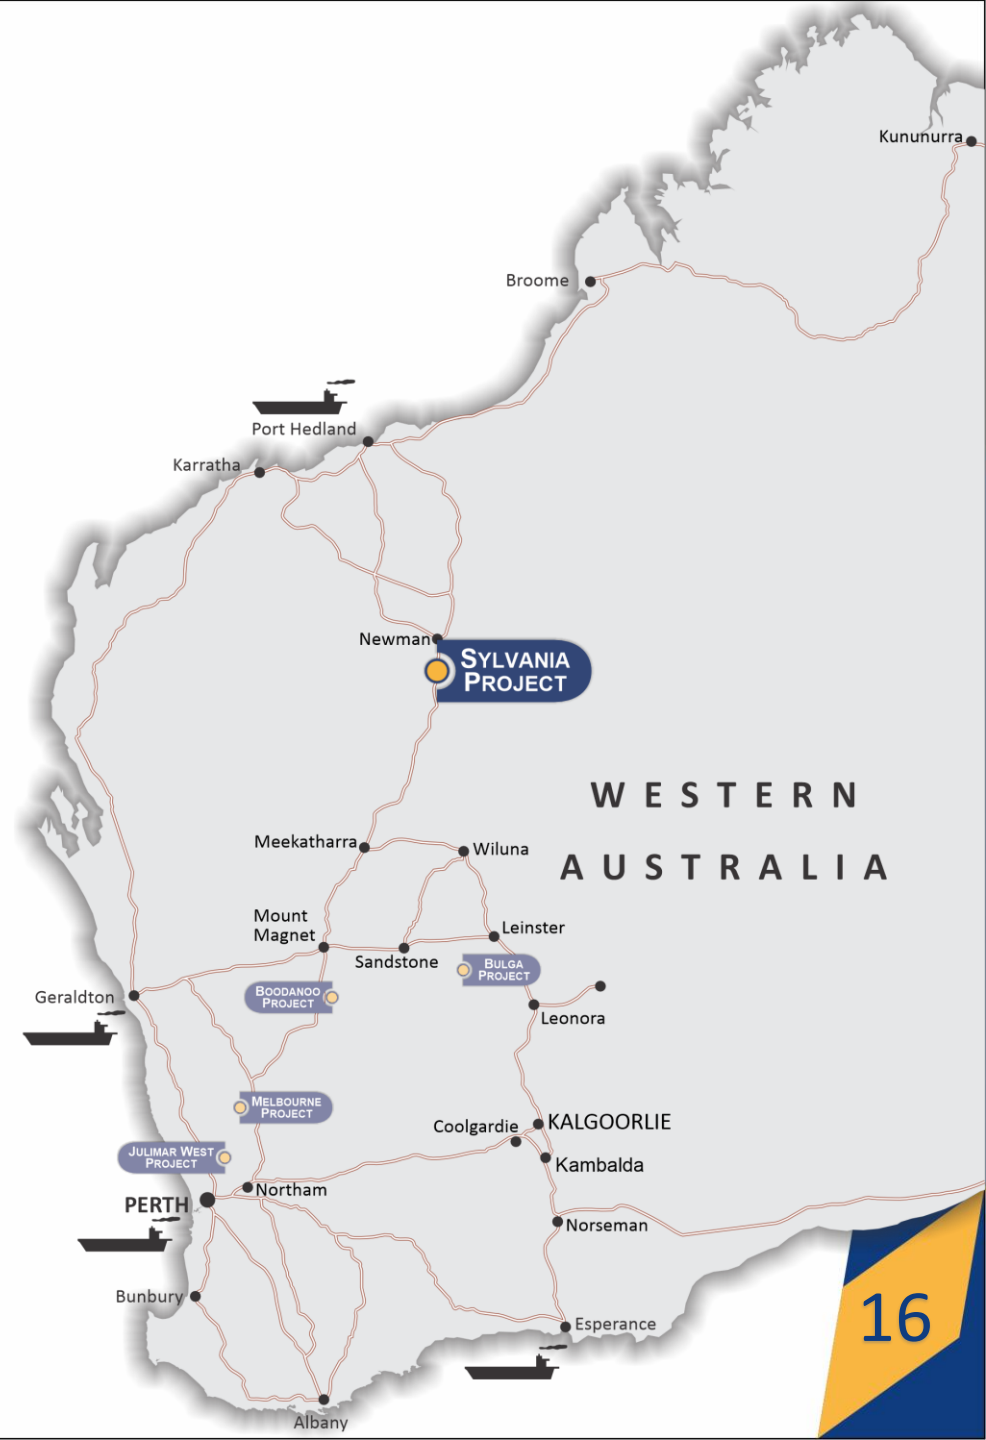 Kununurra
Broome
Port Hedland
Karratha
Newman
SYLVANIA
PROJECT
WESTERN
AUSTRALIA
Meekatharra
Wiluna
Mount
Magnet
Leinster
Sandstone
BULGA
PROJECT
BOODANOO
PROJECT
Geraldton
Leonora
MELBOURNE
PROJECT
Coolgardie
KALGOORLIE
JULIMAR WEST
PROJECT
Kambalda
Northam
PERTH
Norseman
Bunbury
Esperance
16
Albany